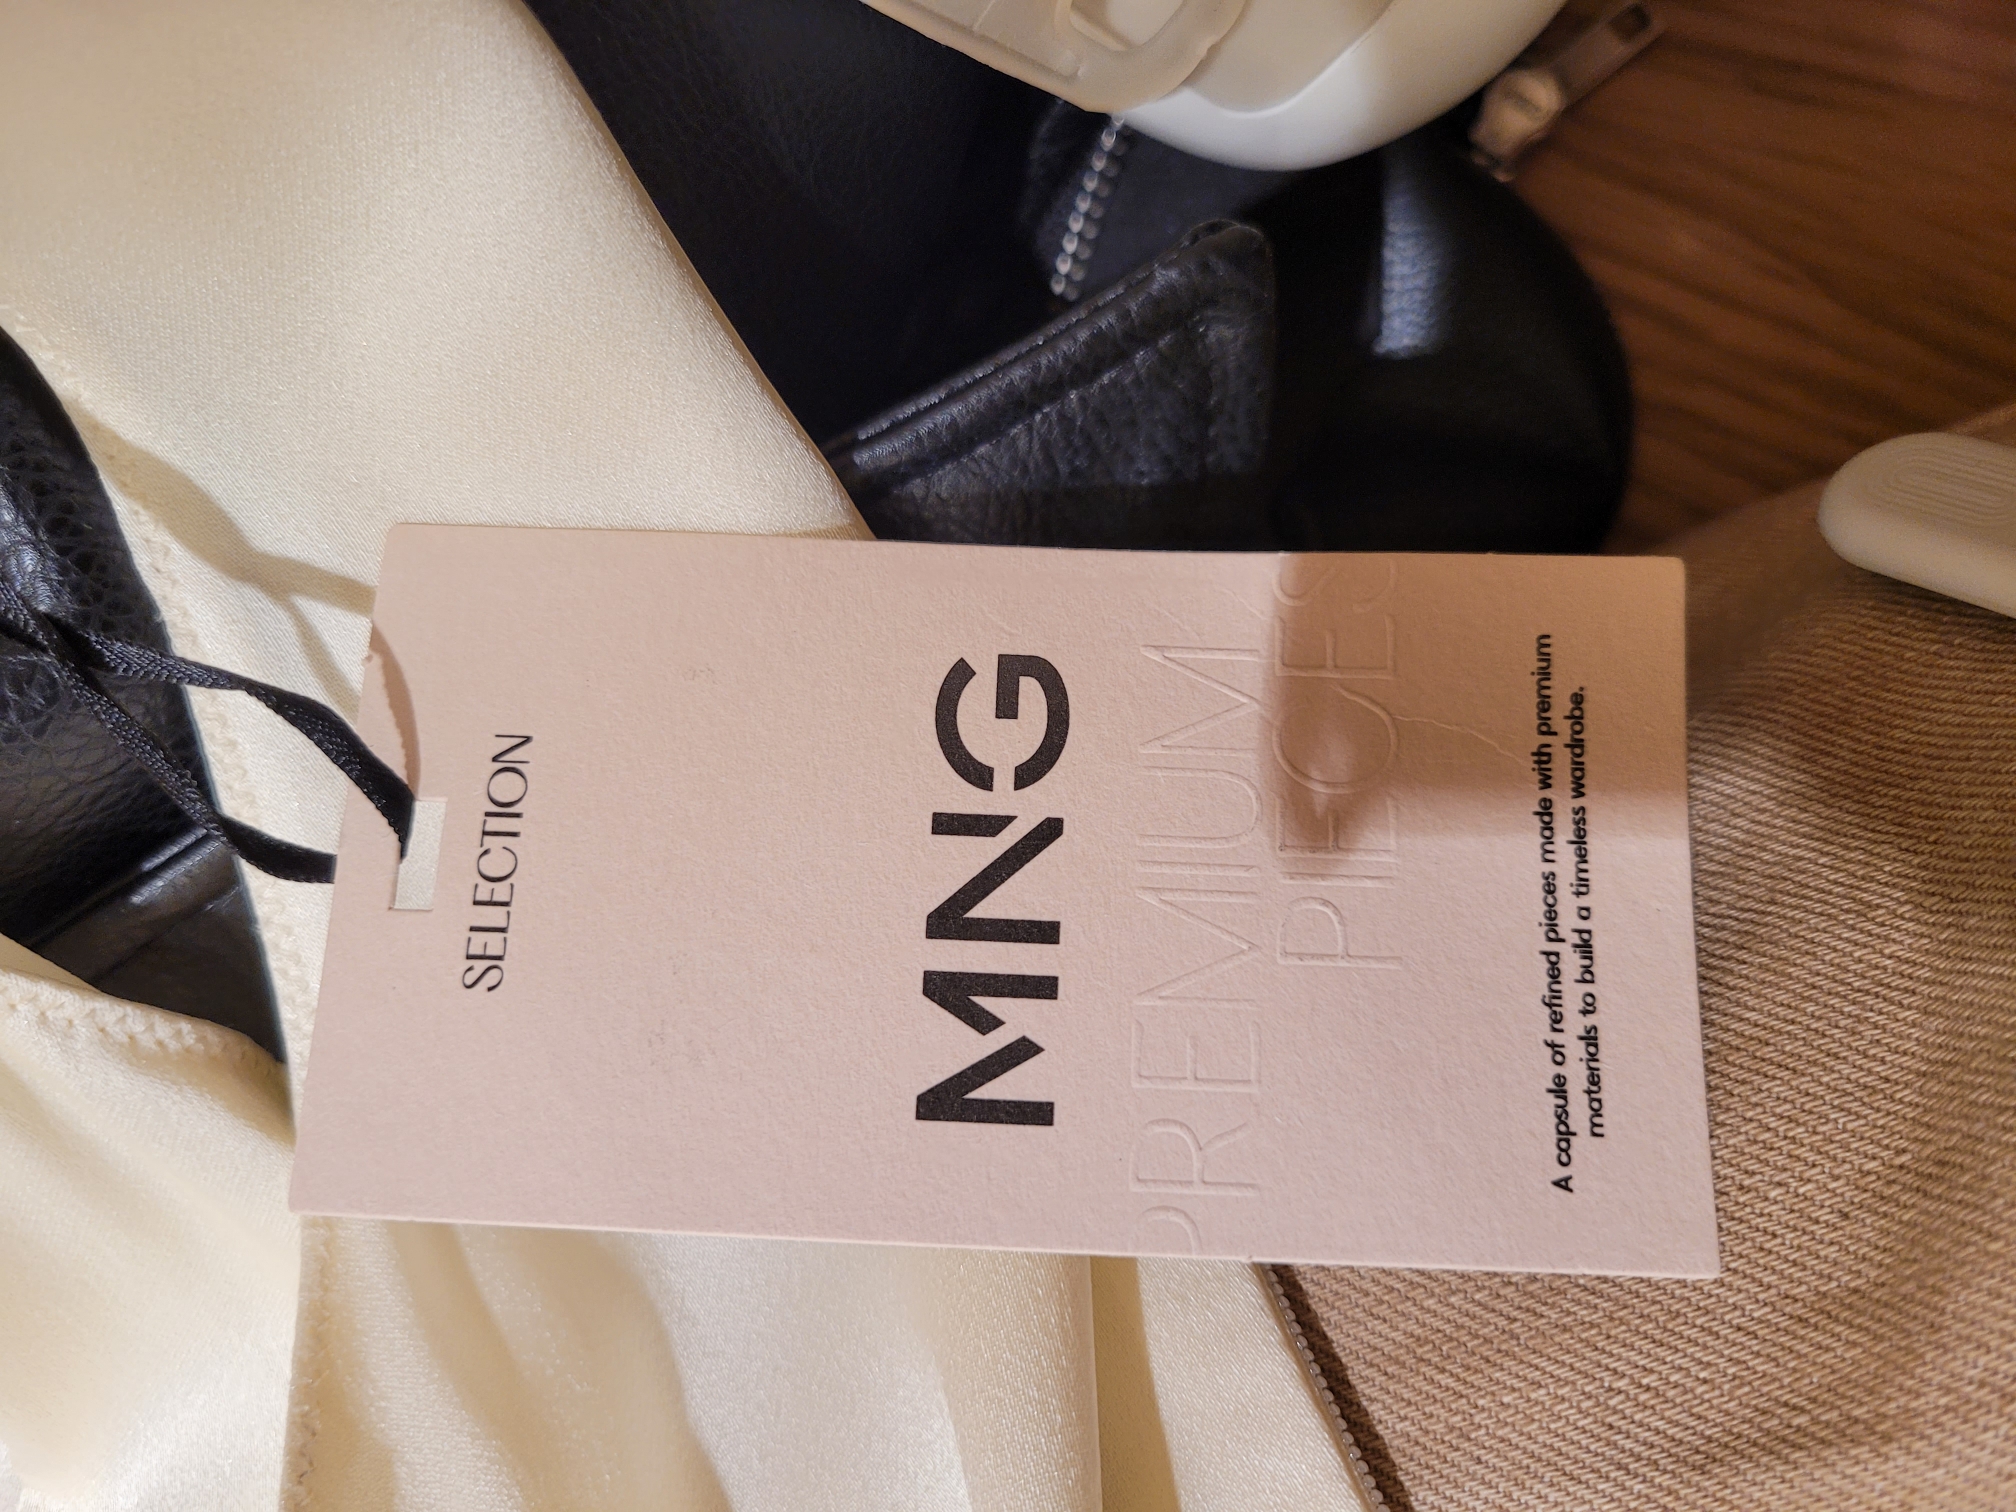 SELECTION
MNG
PREMIUM
PIECES
A capsule of refined pieces made with premium
materials to build a timeless wardrobe.